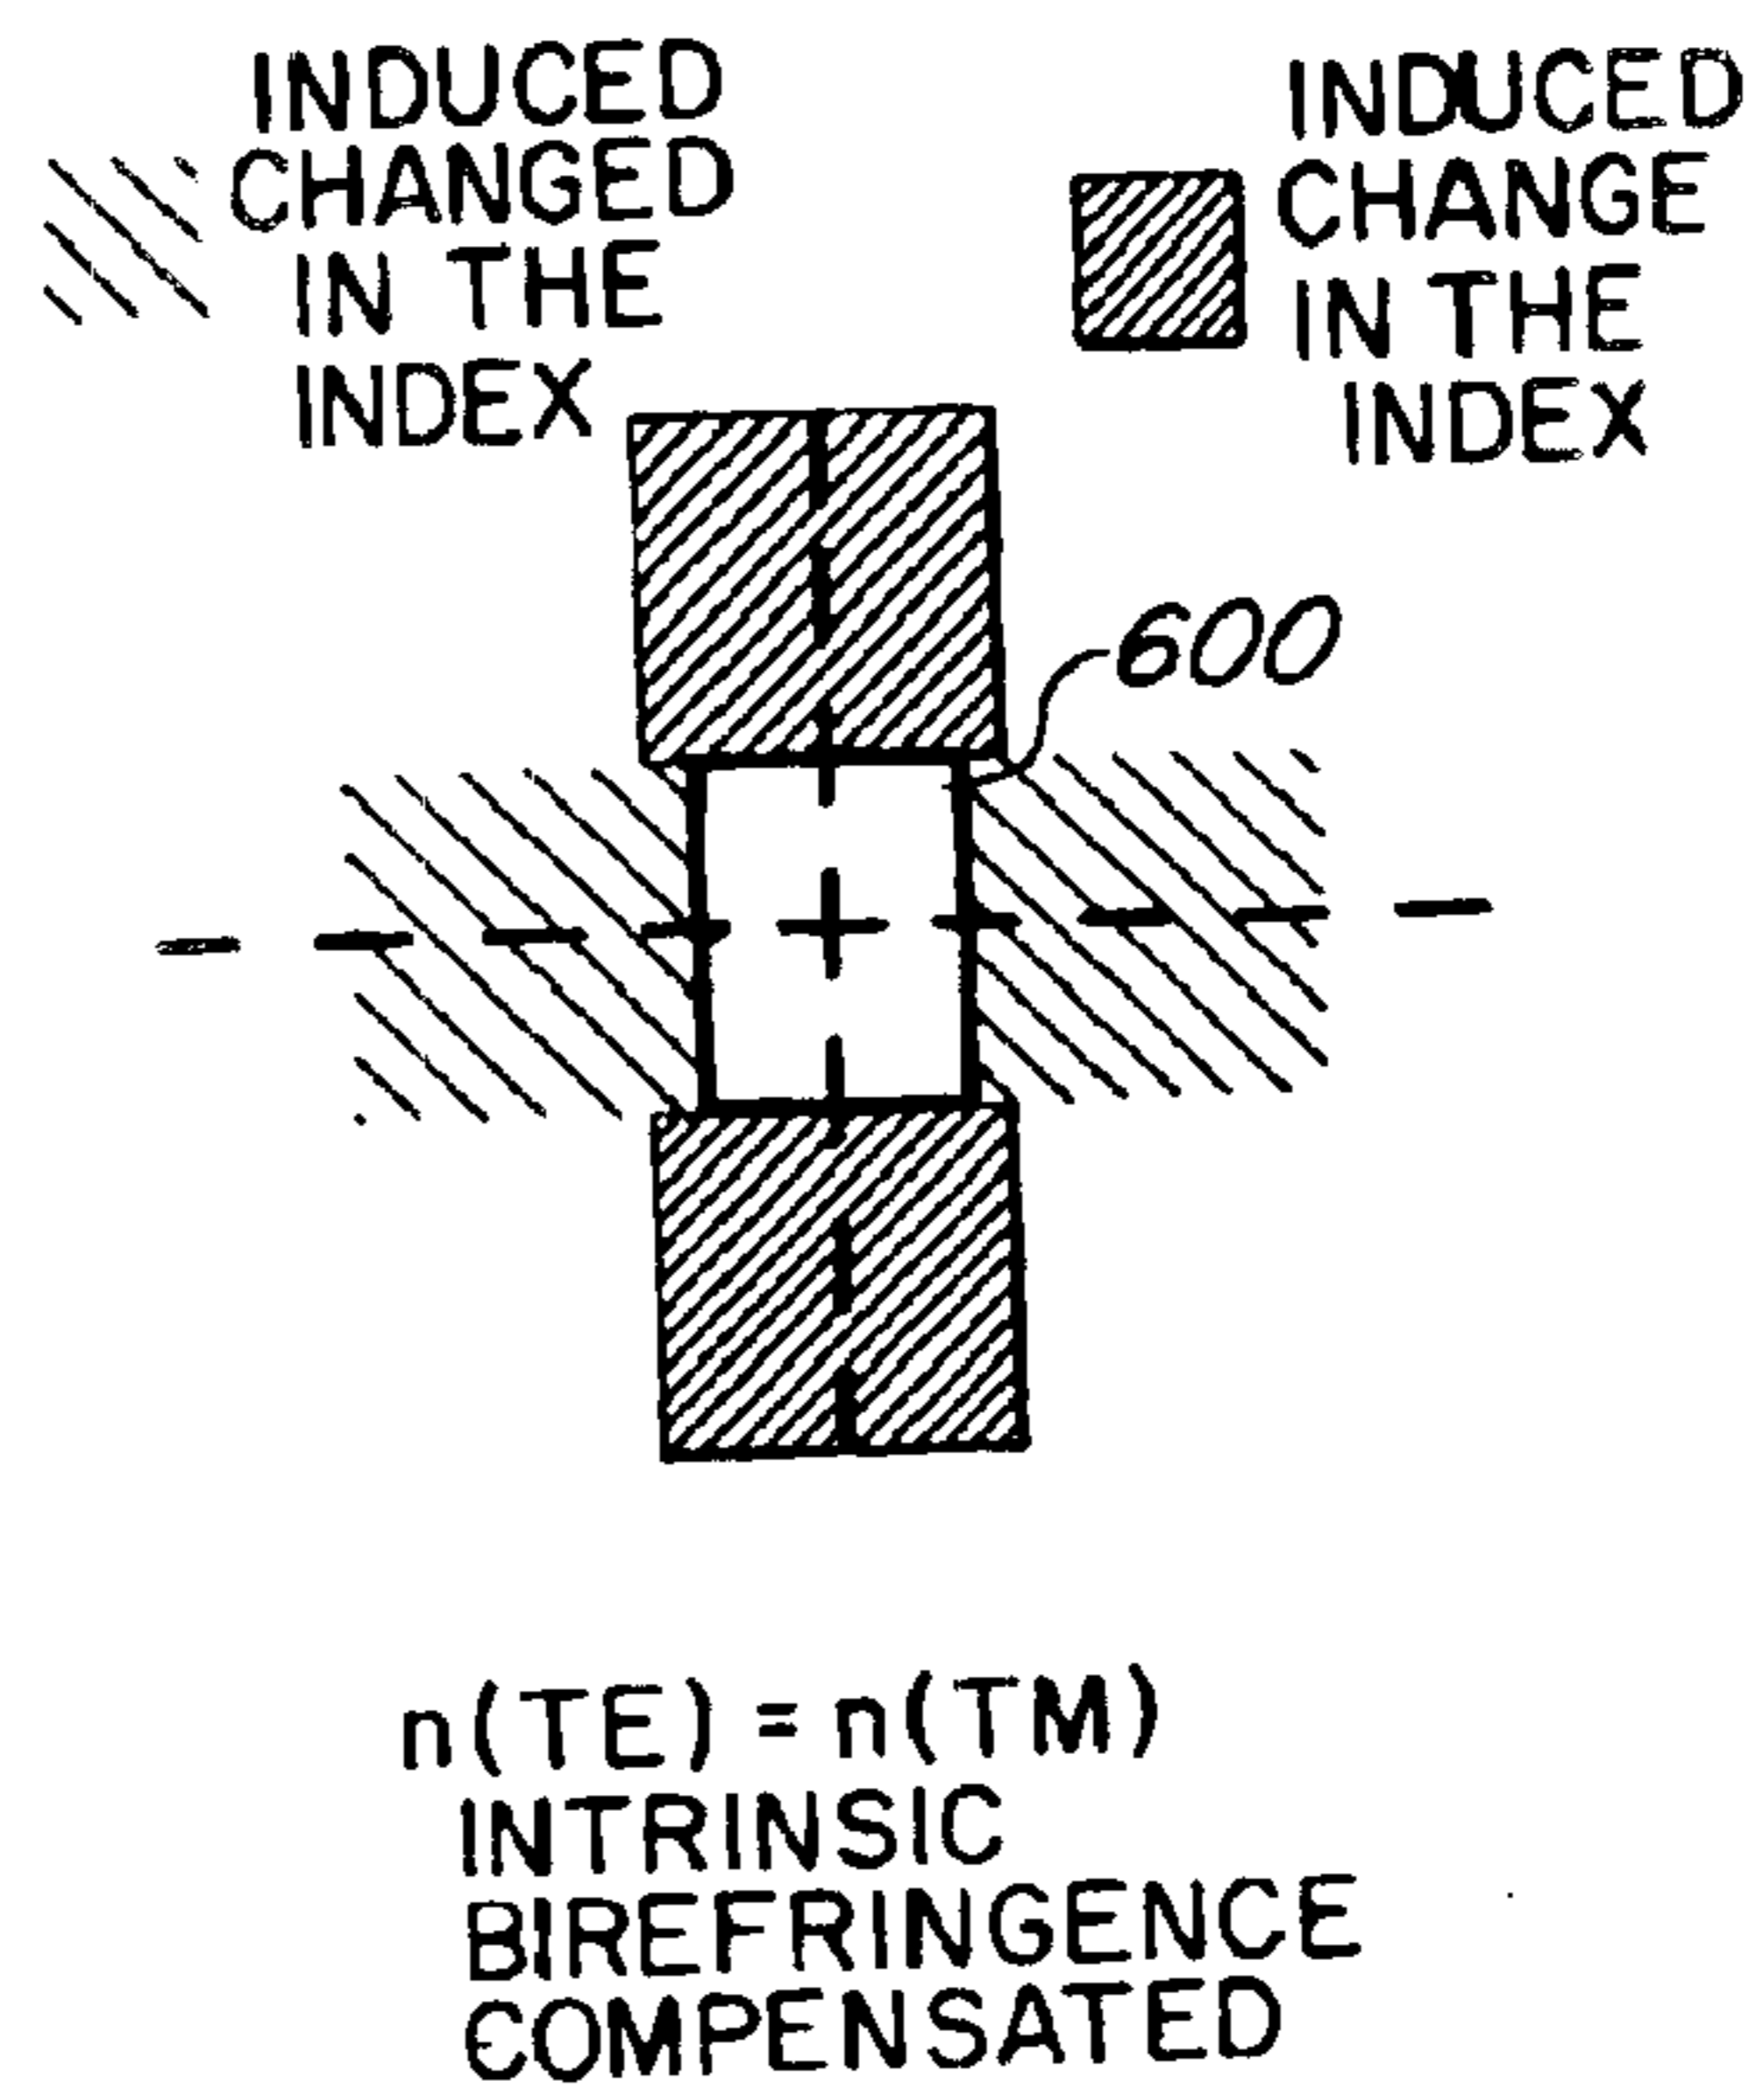 INDUCED
CHANGED
IN THE
INDEX
INDUCED
CHANGE
IN THE
INDEX
600
n(TE) = n(TM)
INTRINSIC
BIREFRINGENCE
COMPENSATED